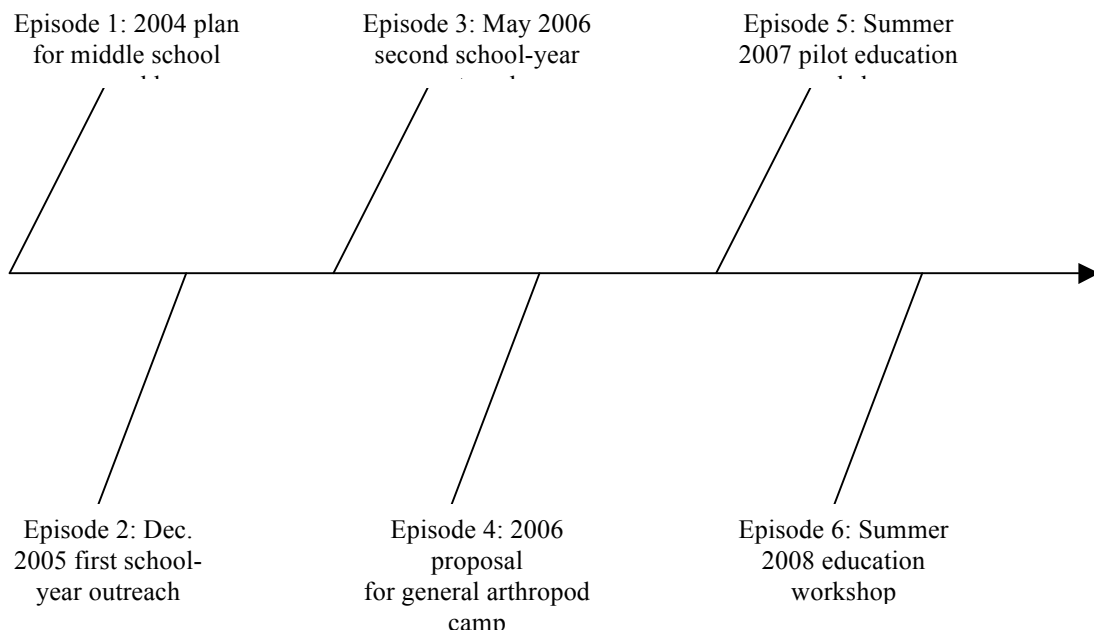 Episode 1: 2004 plan
for middle school
Episode 3: May 2006
second school-year
Episode 5: Summer
2007 pilot education
Episode 2: Dec.
2005 first school-
year outreach
Episode 4: 2006
proposal
for general arthropod
camp
Episode 6: Summer
2008 education
workshop